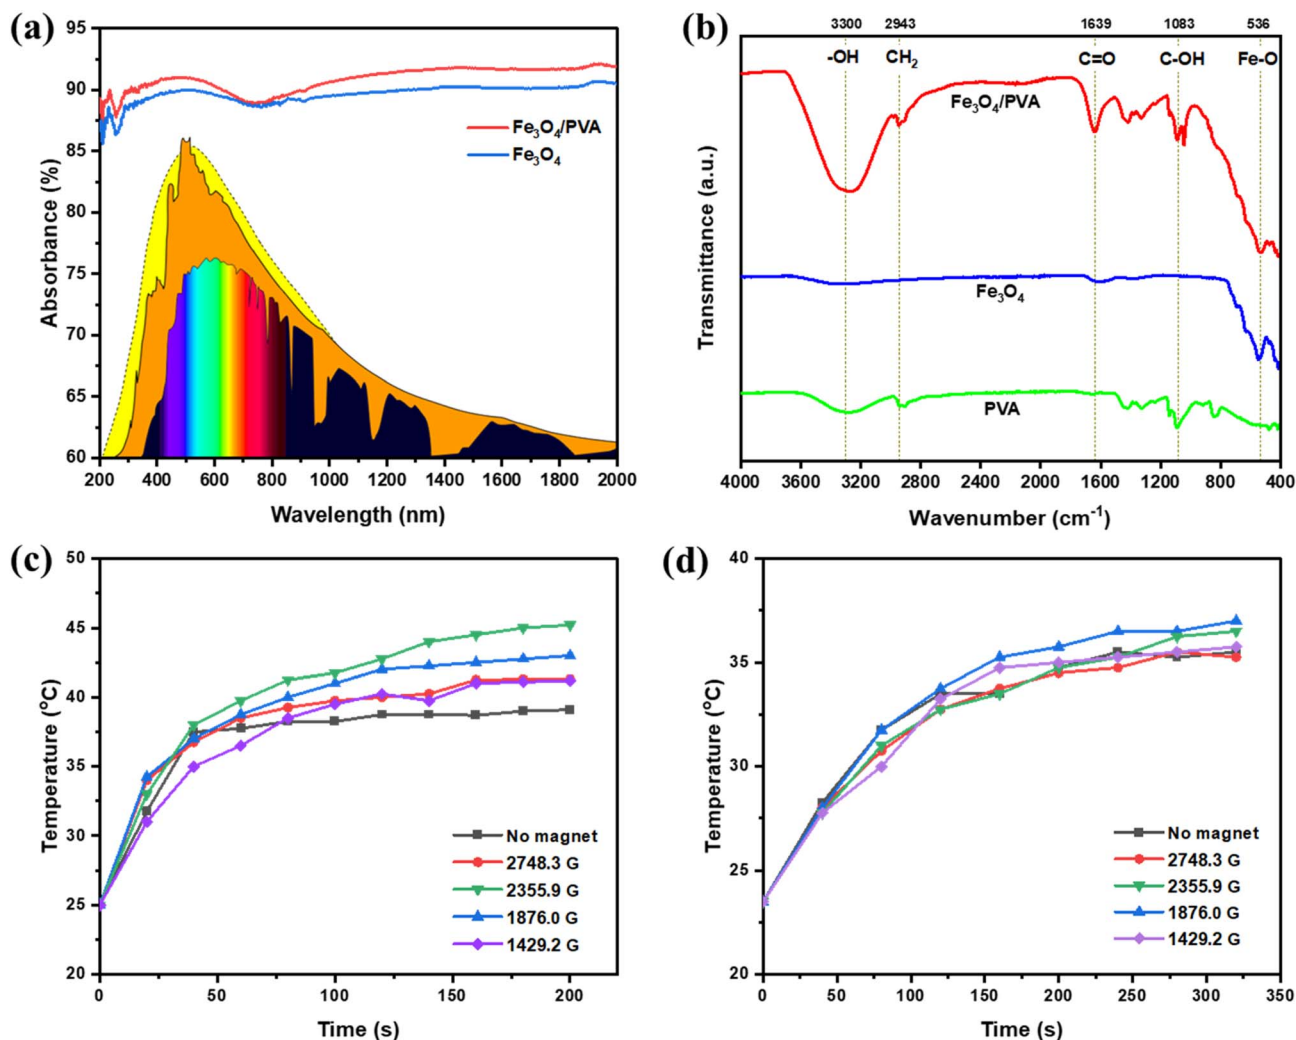 (a)
95
90
85
80
75
70
65
60
Absorbance (%)
Fe₃O₄/PVA
Fe₃O₄
200 400 600 800 1000 1200 1400 1600 1800 2000
Wavelength (nm)
(b)
3300 2943 1639 1083 536
-OH CH₂ C=O C-OH Fe-O
Fe₃O₄/PVA
Fe₃O₄
PVA
Transmittance (a.u.)
4000 3600 3200 2800 2400 2000 1600 1200 800 400
Wavenumber (cm⁻¹)
(c)
50
45
40
35
30
25
20
Temperature (°C)
No magnet
2748.3 G
2355.9 G
1876.0 G
1429.2 G
0 50 100 150 200
Time (s)
(d)
40
35
30
25
20
Temperature (°C)
No magnet
2748.3 G
2355.9 G
1876.0 G
1429.2 G
0 50 100 150 200 250 300 350
Time (s)